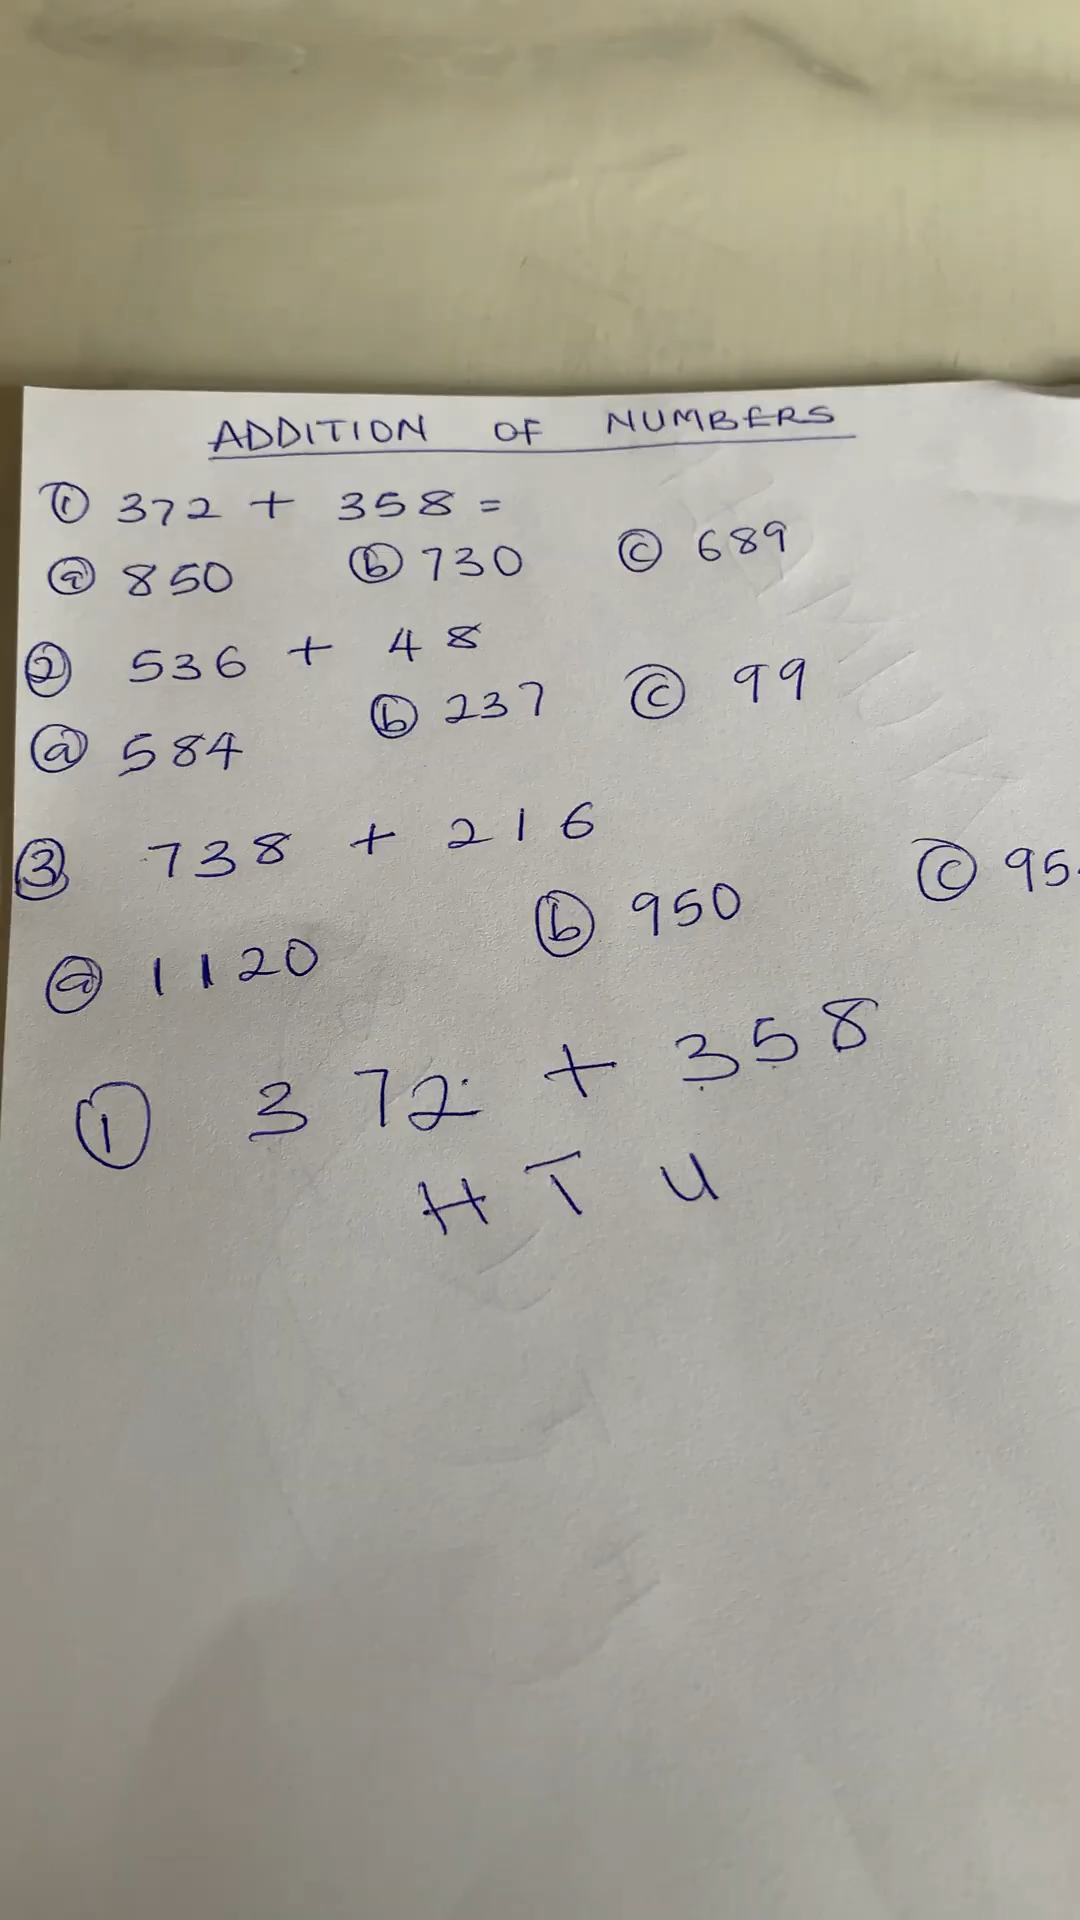 ADDITION OF NUMBERS
① 372 + 358 =
ⓐ 850 ⓑ 730 ⓒ 689
② 536 + 48
ⓐ 584 ⓑ 237 ⓒ 99
③ 738 + 216
ⓐ 1120 ⓑ 950 ⓒ 95
① 372 + 358
H T U